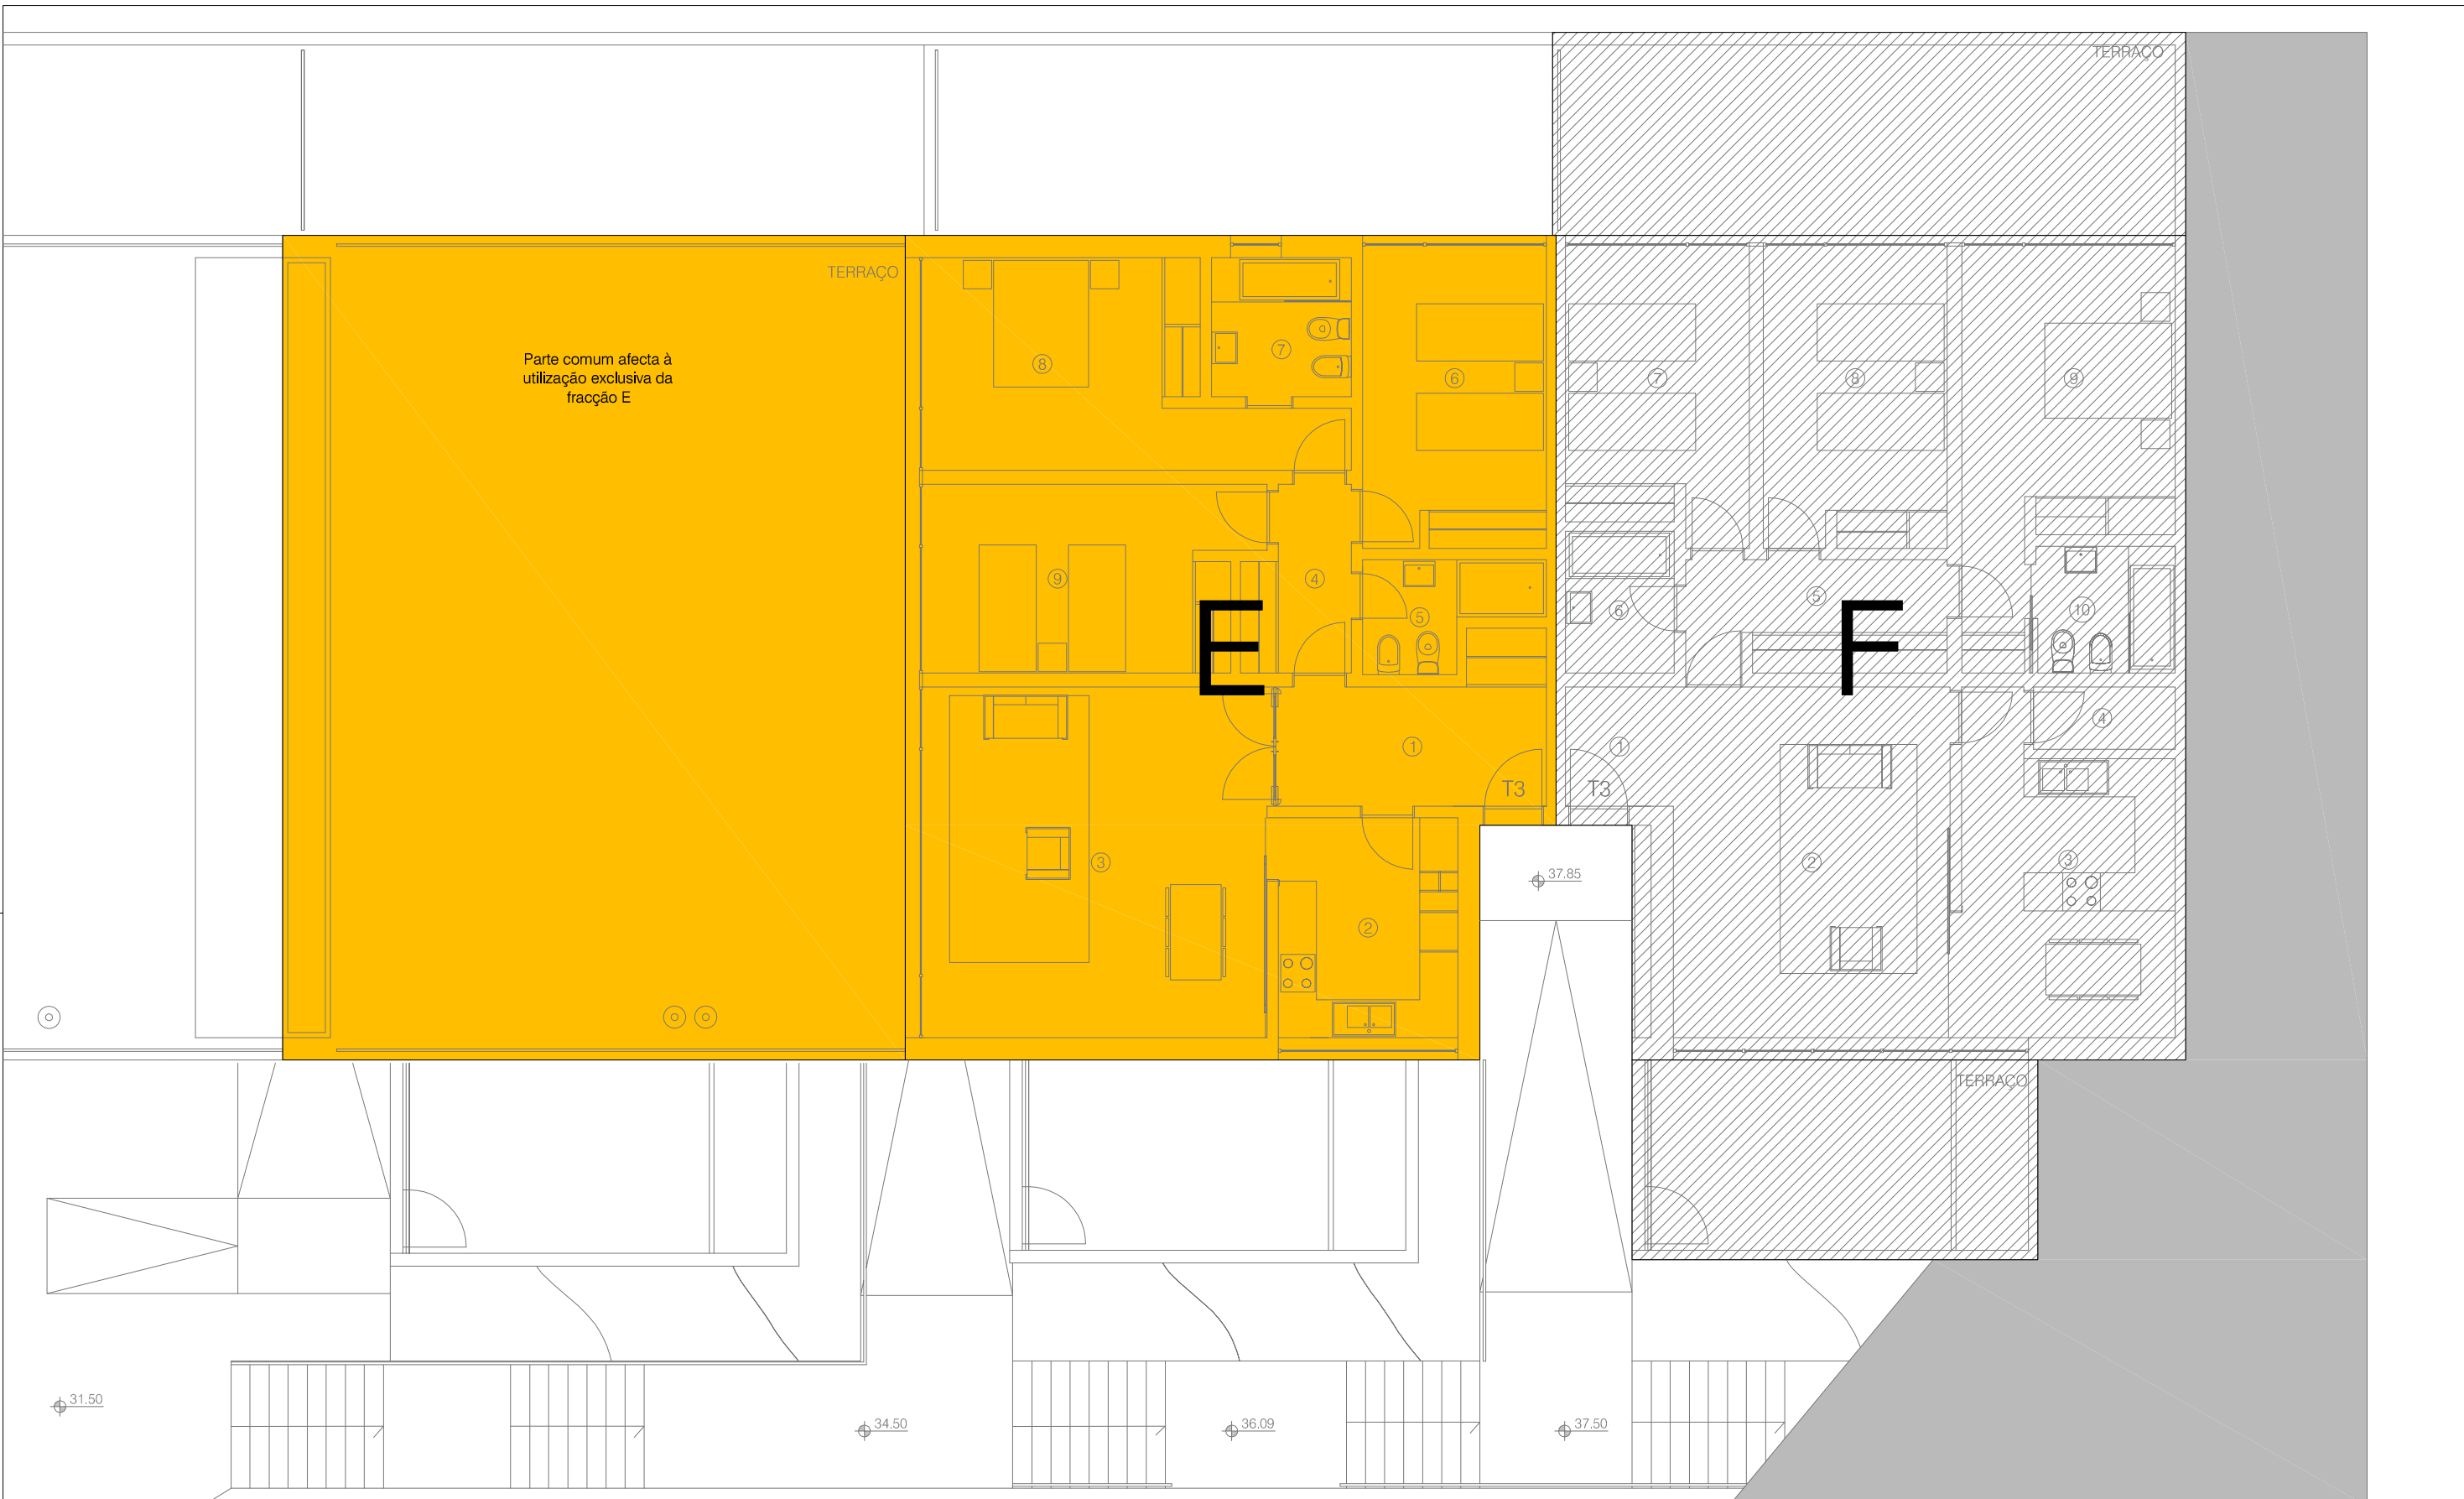 TERRAÇO
TERRAÇO
Parte comum afecta à
utilização exclusiva da
fracção E
8
7
6
7
8
9
9
4
5
E
6
5
F
10
1
T3
1
T3
4
3
2
37.85
2
3
TERRAÇO
31.50
34.50
36.09
37.50